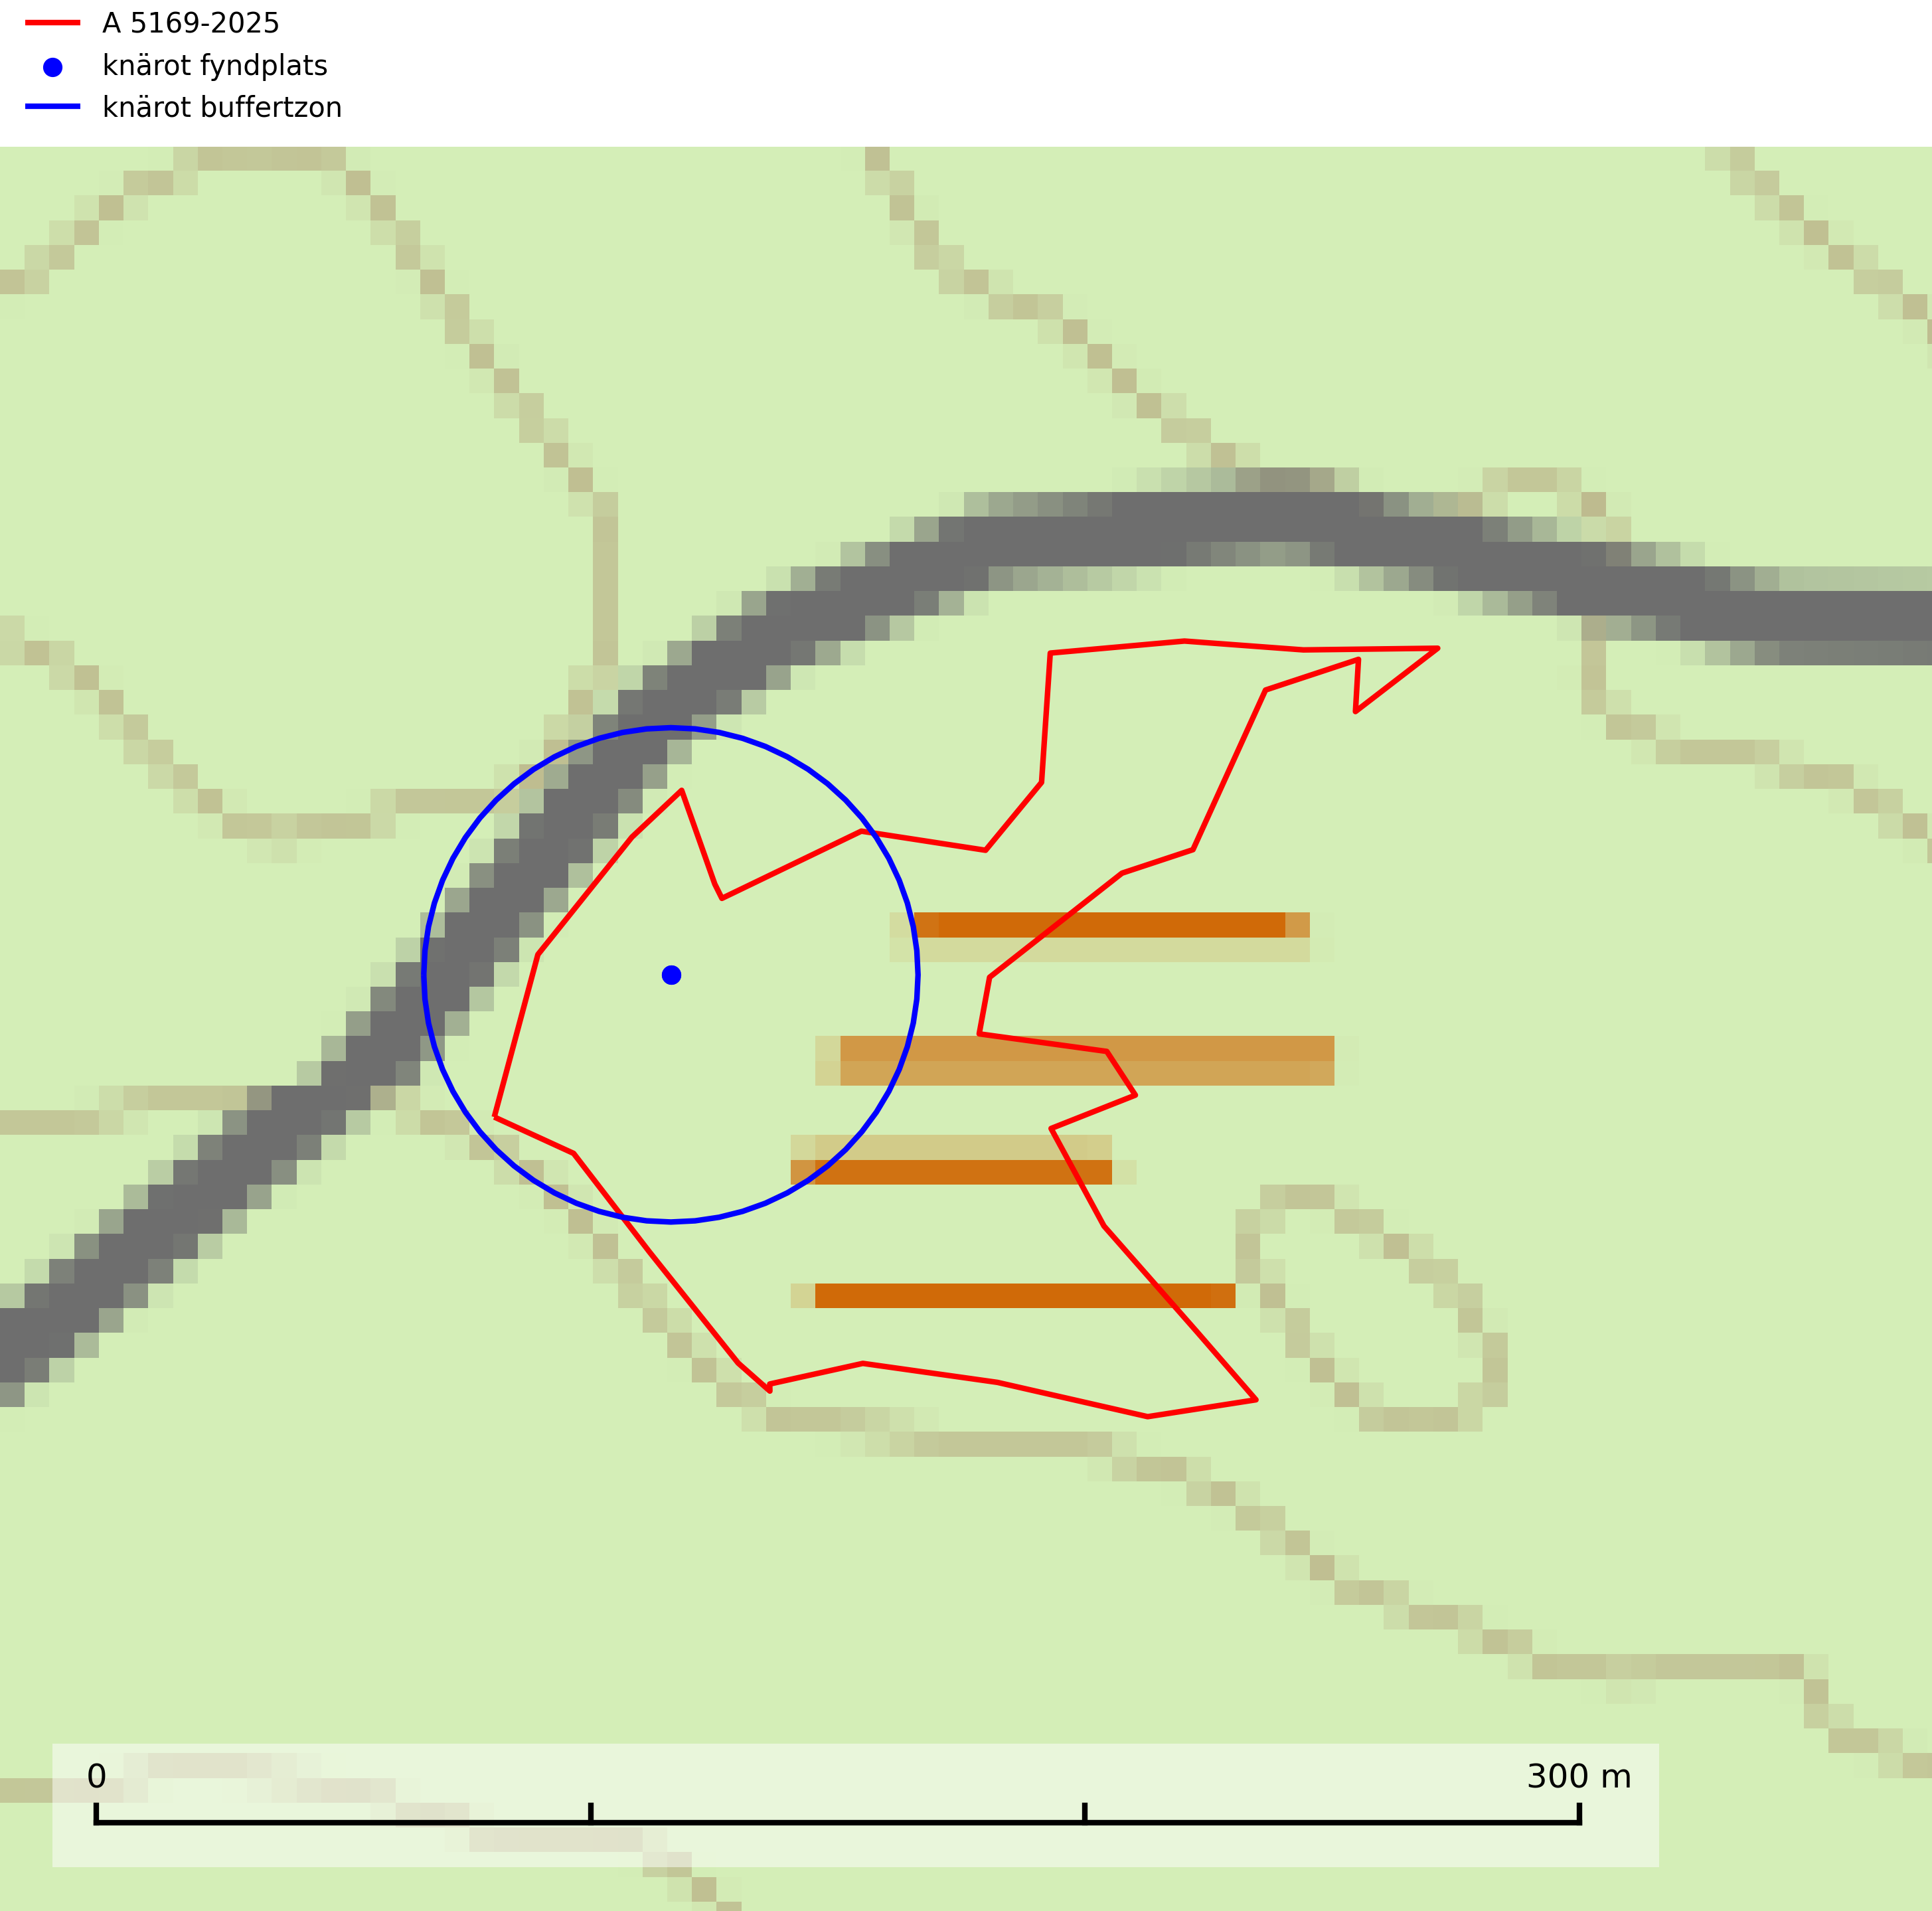 A 5169-2025
knärot fyndplats
knärot buffertzon
0 300 m